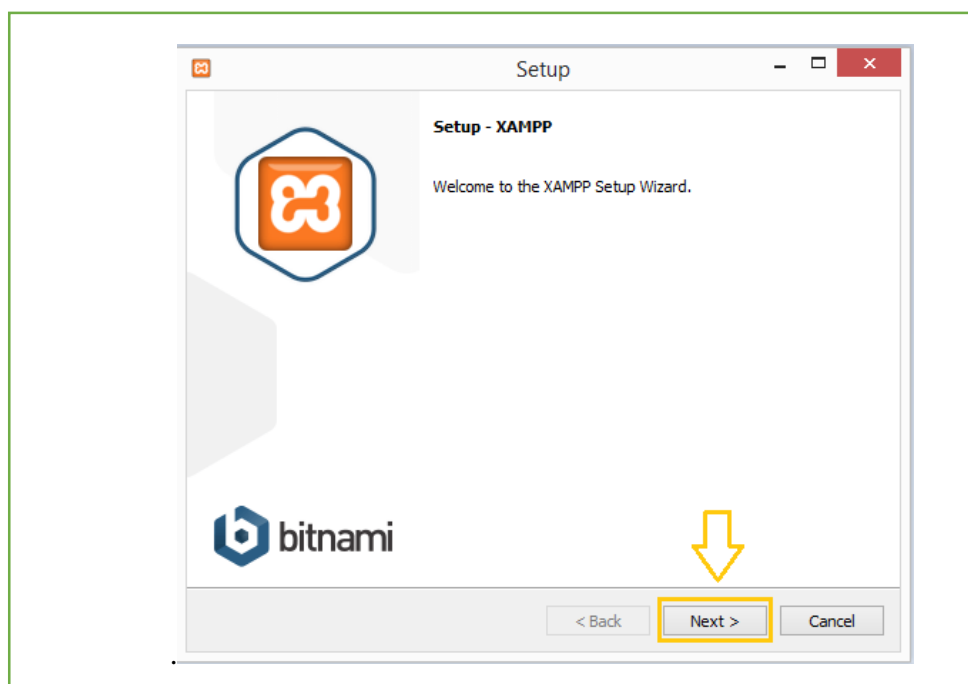 Setup
Setup - XAMPP
Welcome to the XAMPP Setup Wizard.
bitnami
< Back Next > Cancel
.